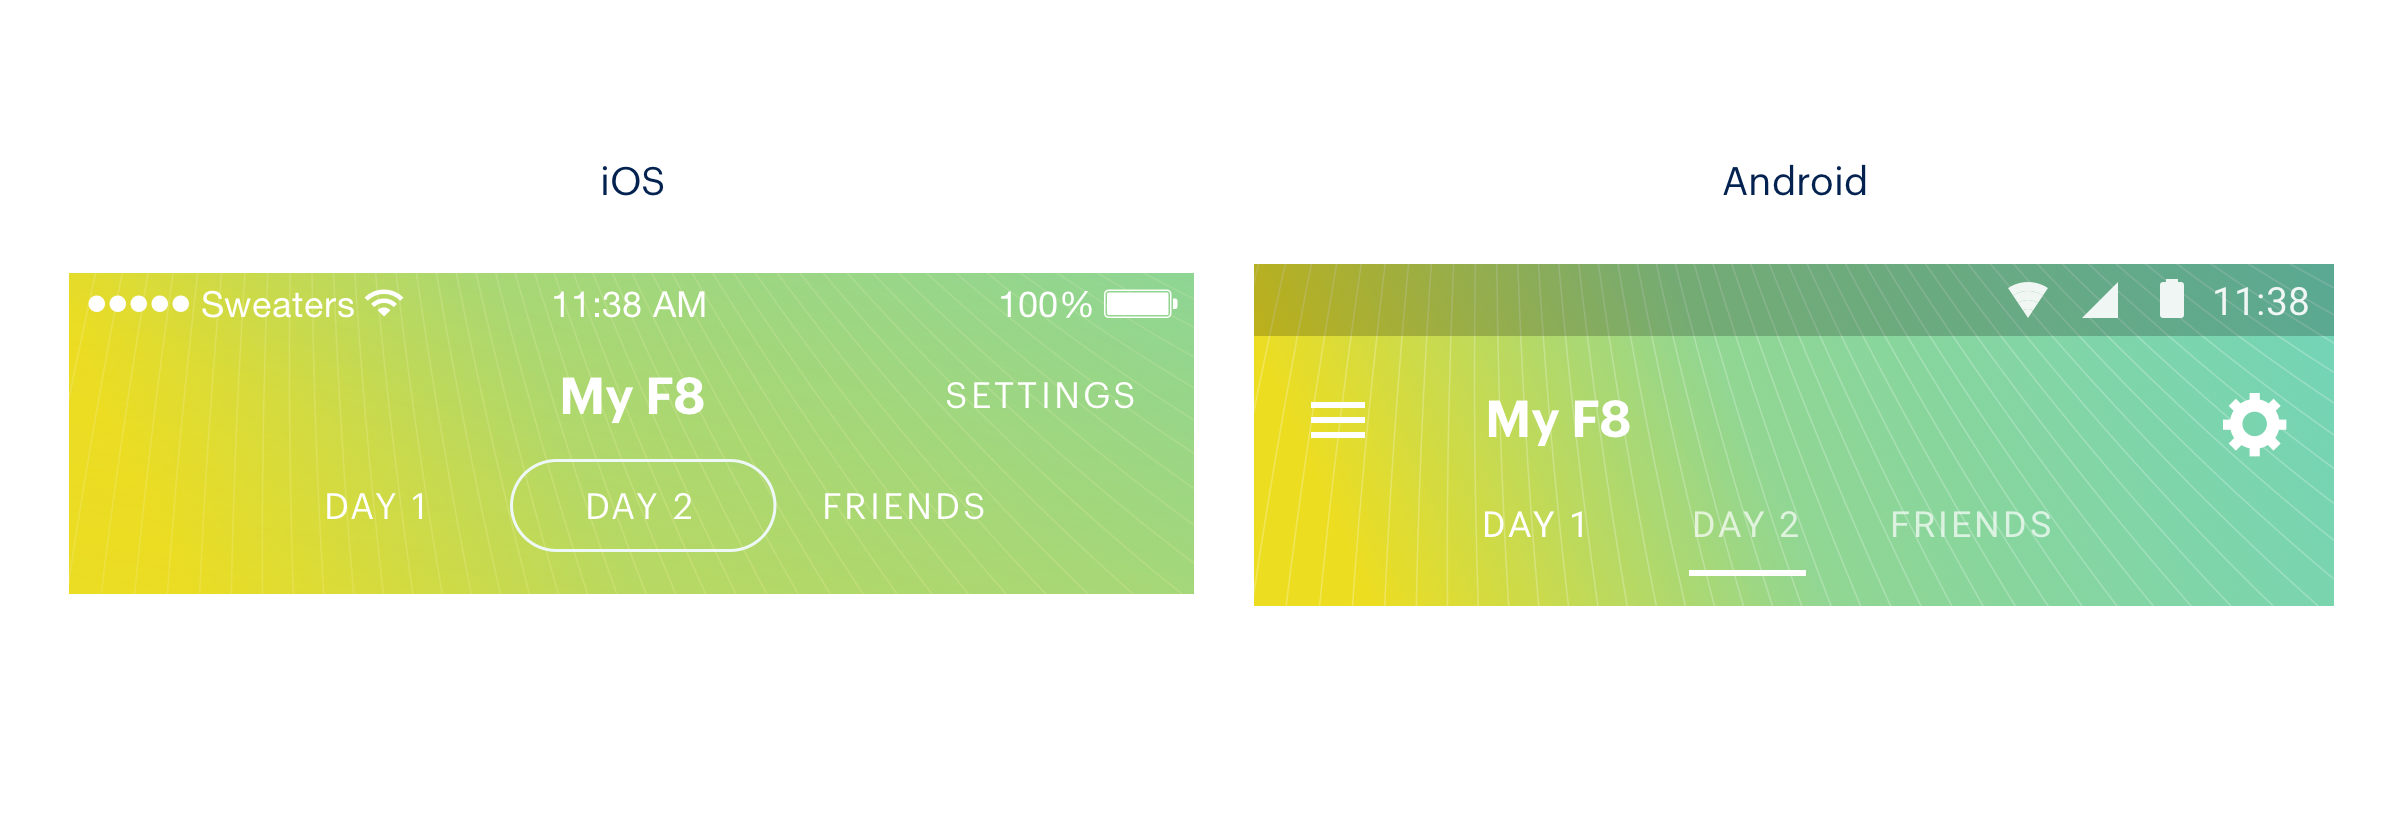 iOS
Sweaters 11:38 AM 100%
My F8 SETTINGS
DAY 1 DAY 2 FRIENDS
Android
11:38
My F8
DAY 1 DAY 2 FRIENDS